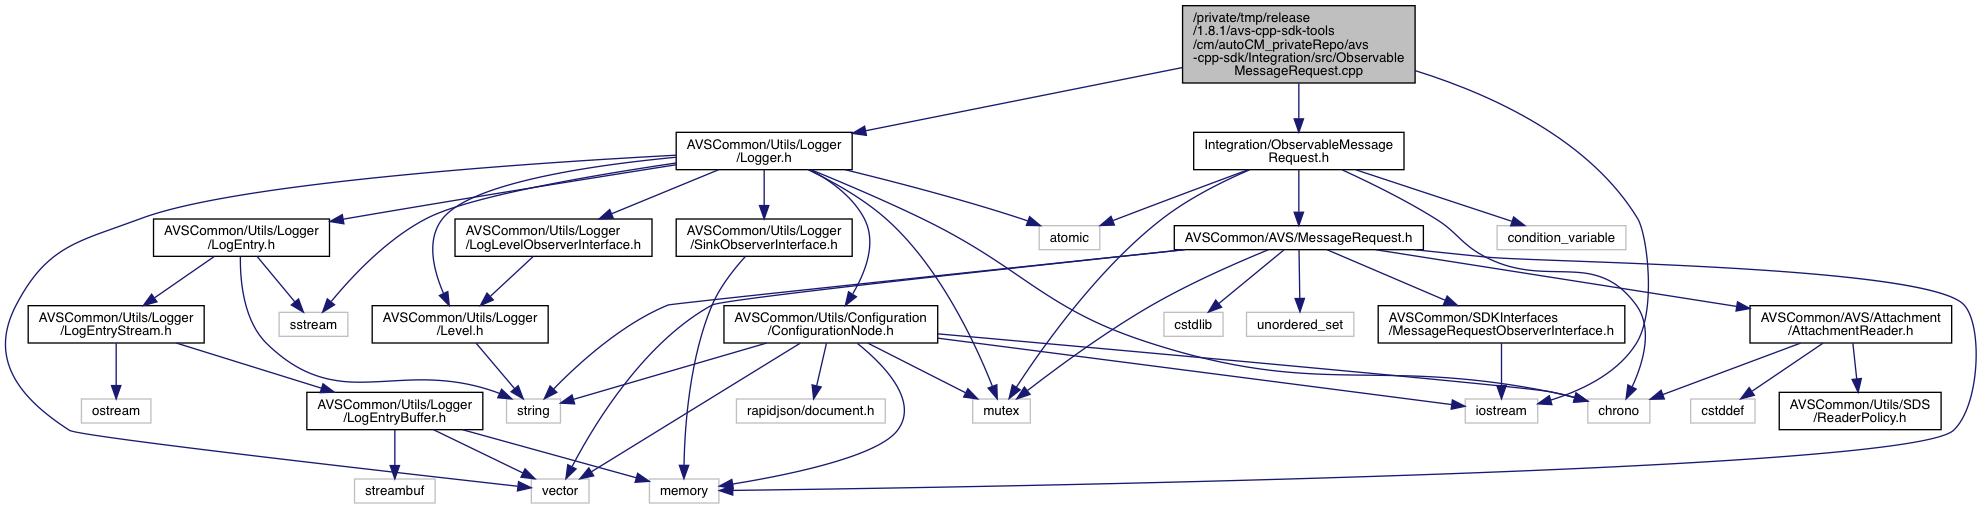 /private/tmp/release
/1.8.1/avs-cpp-sdk-tools
/cm/autoCM_privateRepo/avs
-cpp-sdk/Integration/src/Observable
MessageRequest.cpp
AVSCommon/Utils/Logger
/Logger.h
Integration/ObservableMessage
Request.h
AVSCommon/Utils/Logger
/LogEntry.h
AVSCommon/Utils/Logger
/LogLevelObserverInterface.h
AVSCommon/Utils/Logger
/SinkObserverInterface.h
atomic
AVSCommon/AVS/MessageRequest.h
condition_variable
AVSCommon/Utils/Logger
/LogEntryStream.h
sstream
AVSCommon/Utils/Logger
/Level.h
AVSCommon/Utils/Configuration
/ConfigurationNode.h
cstdlib
unordered_set
AVSCommon/SDKInterfaces
/MessageRequestObserverInterface.h
AVSCommon/AVS/Attachment
/AttachmentReader.h
ostream
AVSCommon/Utils/Logger
/LogEntryBuffer.h
string
rapidjson/document.h
mutex
iostream
chrono
cstddef
AVSCommon/Utils/SDS
/ReaderPolicy.h
streambuf
vector
memory